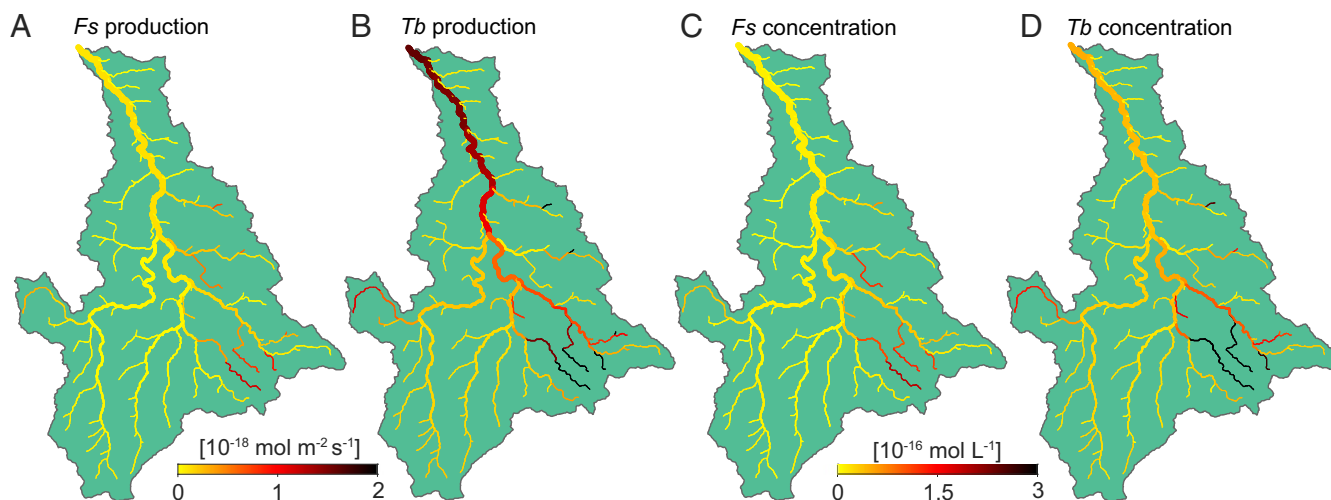 A Fs production
B Tb production
C Fs concentration
D Tb concentration
[10⁻¹⁸ mol m⁻² s⁻¹]
0 1 2
[10⁻¹⁶ mol L⁻¹]
0 1.5 3